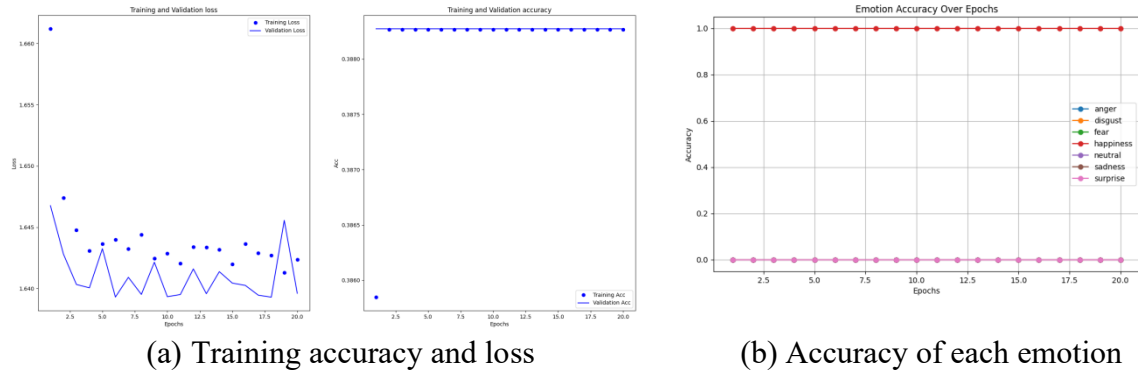 Training and Validation loss
Training Loss
Validation Loss
1.660
1.655
1.650
1.645
1.640
Loss
2.5 5.0 7.5 10.0 12.5 15.0 17.5 20.0
Epochs
Training and Validation accuracy
0.3880
0.3875
0.3870
0.3865
0.3860
Acc
Training Acc
Validation Acc
2.5 5.0 7.5 10.0 12.5 15.0 17.5 20.0
Epochs
(a) Training accuracy and loss
Emotion Accuracy Over Epochs
1.0
0.8
0.6
0.4
0.2
0.0
Accuracy
anger
disgust
fear
happiness
neutral
sadness
surprise
2.5 5.0 7.5 10.0 12.5 15.0 17.5 20.0
Epochs
(b) Accuracy of each emotion